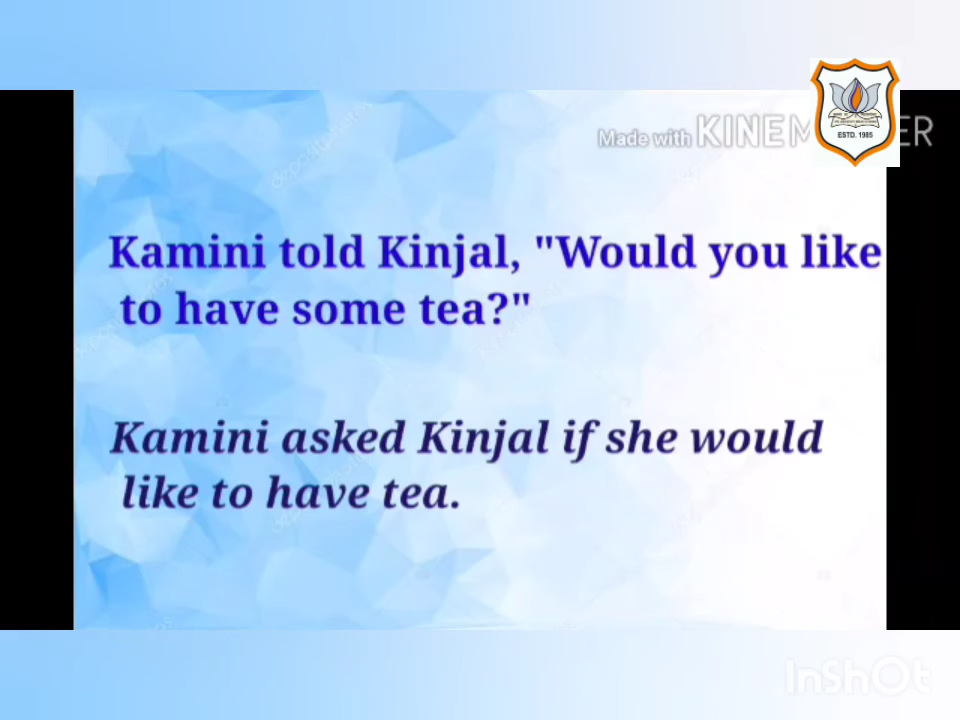 Made with KINEM ER
ESTD. 1985
Kamini told Kinjal, "Would you like
to have some tea?"
Kamini asked Kinjal if she would
like to have tea.
InShOt